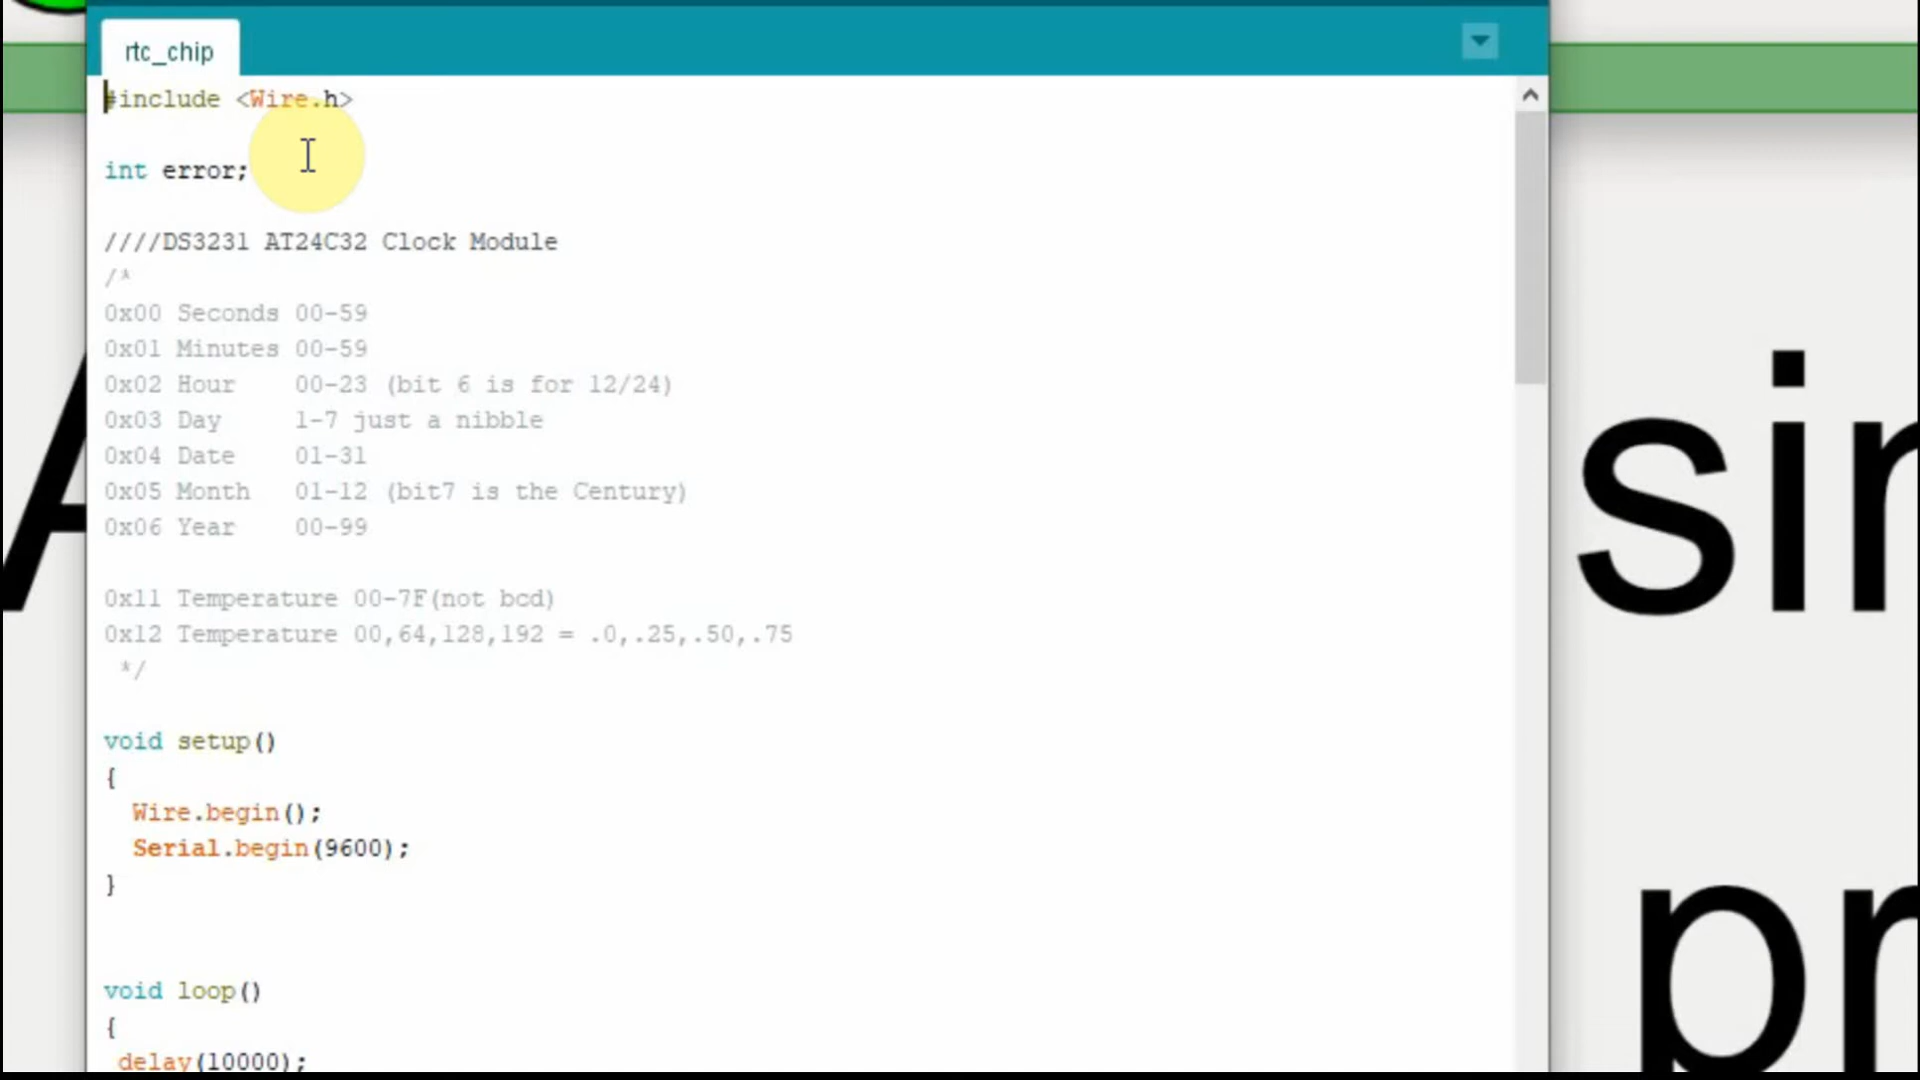 rtc_chip
#include <Wire.h>
int error;
////DS3231 AT24C32 Clock Module
/*
0x00 Seconds 00-59
0x01 Minutes 00-59
0x02 Hour    00-23 (bit 6 is for 12/24)
0x03 Day     1-7 just a nibble
0x04 Date    01-31
0x05 Month   01-12 (bit7 is the Century)
0x06 Year    00-99
0x11 Temperature 00-7F(not bcd)
0x12 Temperature 00,64,128,192 = .0,.25,.50,.75
*/
void setup()
{
Wire.begin();
Serial.begin(9600);
}
void loop()
{
delay(10000);